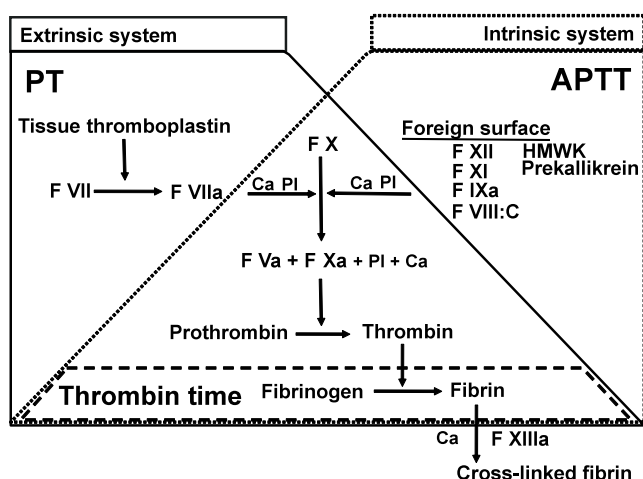 Extrinsic system
Intrinsic system
PT
APTT
Tissue thromboplastin
F VII
F VIIa
F X
Ca Pl
Ca Pl
Foreign surface
F XII HMWK
F XI Prekallikrein
F IXa
F VIII:C
F Va + F Xa + Pl + Ca
Prothrombin
Thrombin
Thrombin time
Fibrinogen
Fibrin
Ca
F XIIIa
Cross-linked fibrin